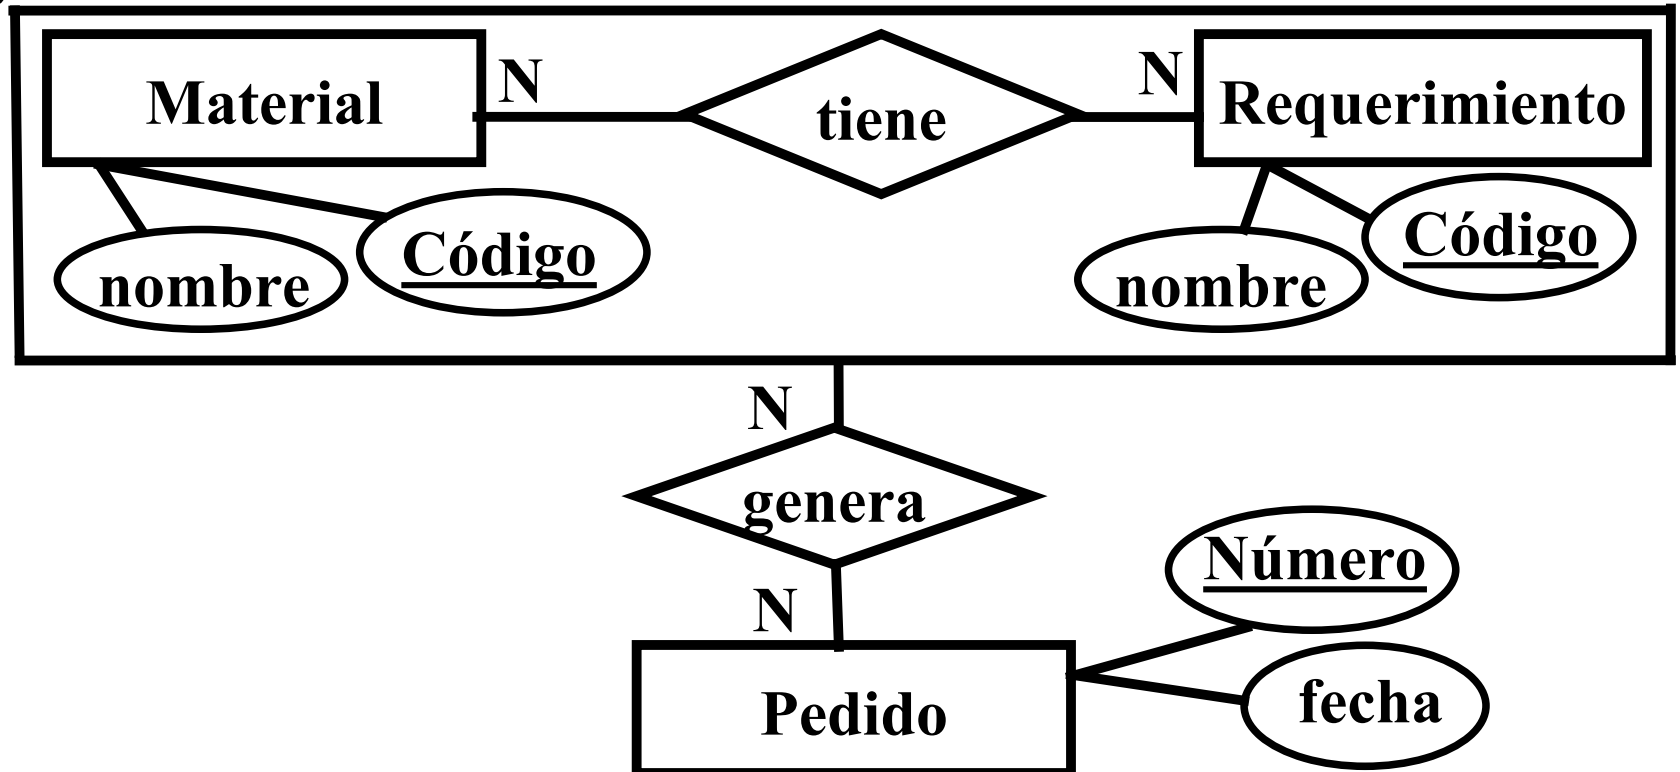 Material
N
tiene
N
Requerimiento
nombre
Código
nombre
Código
N
genera
N
Número
Pedido
fecha